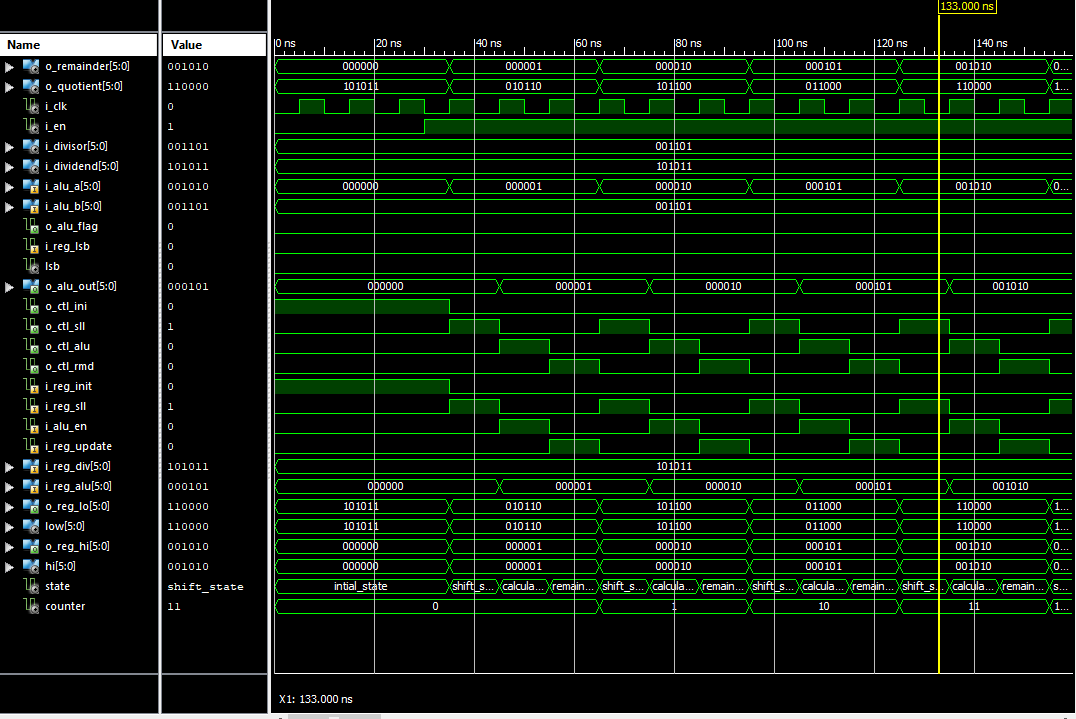 133.000 ns
Name Value 0 ns 20 ns 40 ns 60 ns 80 ns 100 ns 120 ns 140 ns
o_remainder[5:0] 001010 000000 000001 000010 000101 001010 0...
o_quotient[5:0] 110000 101011 010110 101100 011000 110000 1...
i_clk 0
i_en 1
i_divisor[5:0] 001101 001101
i_dividend[5:0] 101011 101011
i_alu_a[5:0] 001010 000000 000001 000010 000101 001010 0...
i_alu_b[5:0] 001101 001101
o_alu_flag 0
i_reg_lsb 0
lsb 0
o_alu_out[5:0] 000101 000000 000001 000010 000101 001010
o_ctl_ini 0
o_ctl_sll 1
o_ctl_alu 0
o_ctl_rmd 0
i_reg_init 0
i_reg_sll 1
i_alu_en 0
i_reg_update 0
i_reg_div[5:0] 101011 101011
i_reg_alu[5:0] 000101 000000 000001 000010 000101 001010
o_reg_lo[5:0] 110000 101011 010110 101100 011000 110000 1...
low[5:0] 110000 101011 010110 101100 011000 110000 1...
o_reg_hi[5:0] 001010 000000 000001 000010 000101 001010 0...
hi[5:0] 001010 000000 000001 000010 000101 001010 0...
state shift_state intial_state shift_s... calcula... remain... shift_s... calcula... remain... shift_s... calcula... remain... shift_s... calcula... remain... s...
counter 11 0 1 10 11 1...
X1: 133.000 ns